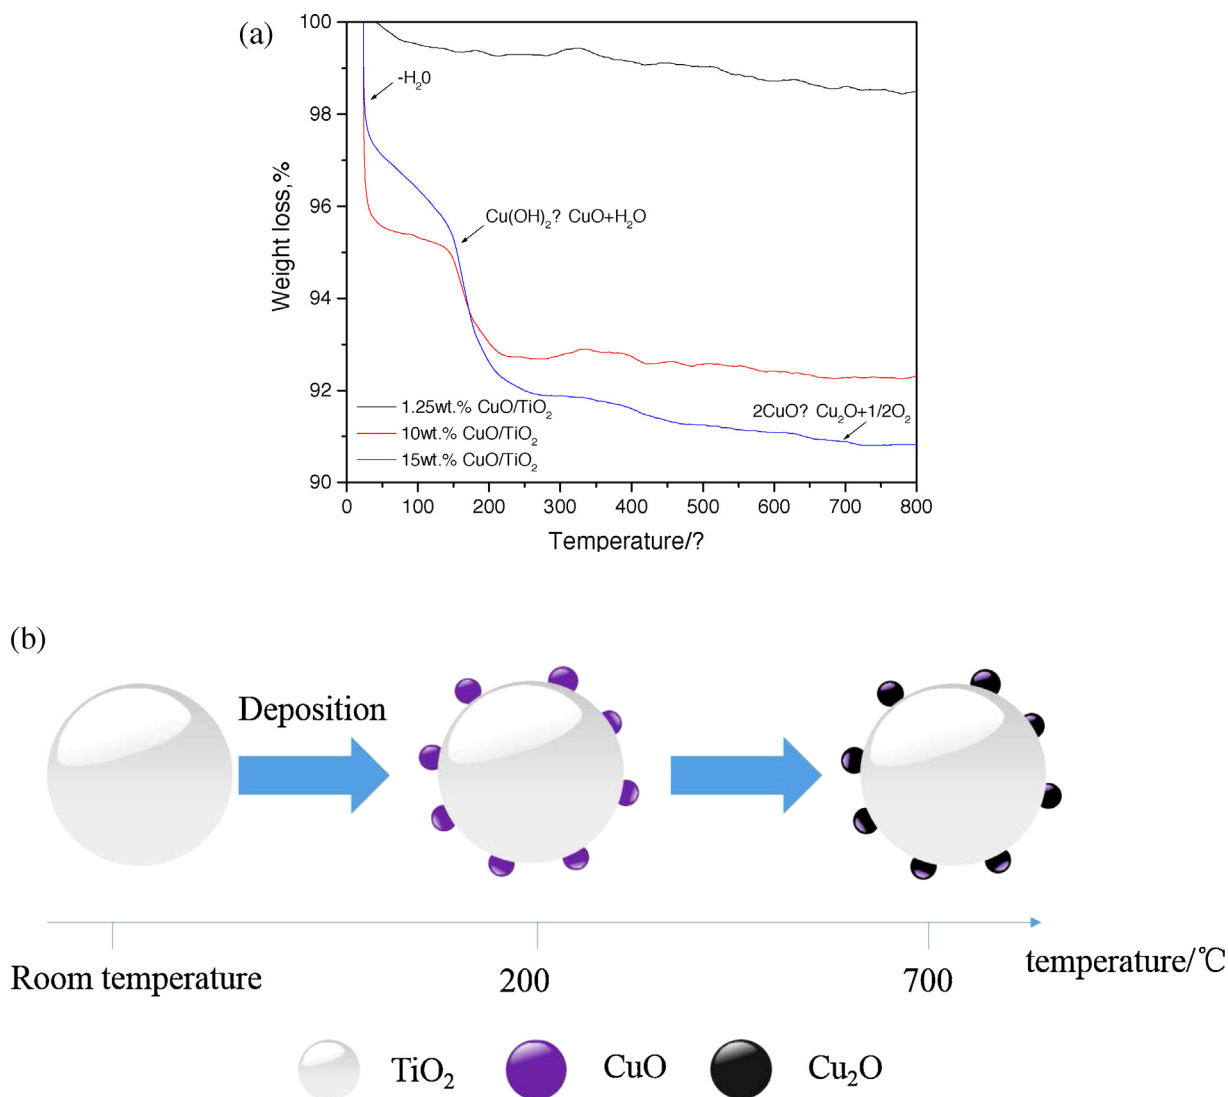 (a)
100
98
96
94
92
90
Weight loss,%
-H₂0
Cu(OH)₂? CuO+H₂O
2CuO? Cu₂O+1/2O₂
1.25wt.% CuO/TiO₂
10wt.% CuO/TiO₂
15wt.% CuO/TiO₂
0 100 200 300 400 500 600 700 800
Temperature/?
(b)
Deposition
Room temperature 200 700 temperature/℃
TiO₂ CuO Cu₂O